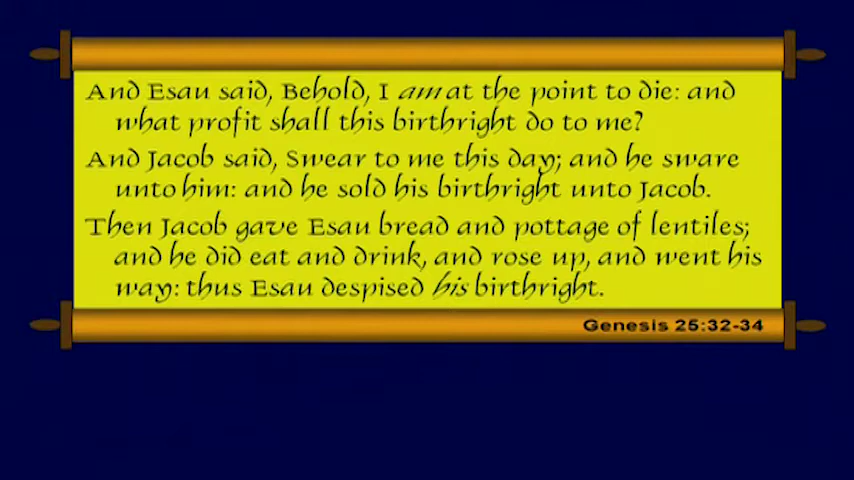 And Esau said, Behold, I am at the point to die: and
what profit shall this birthright do to me?
And Jacob said, Swear to me this day; and he sware
unto him: and he sold his birthright unto Jacob.
Then Jacob gave Esau bread and pottage of lentiles;
and he did eat and drink, and rose up, and went his
way: thus Esau despised his birthright.
Genesis 25:32-34